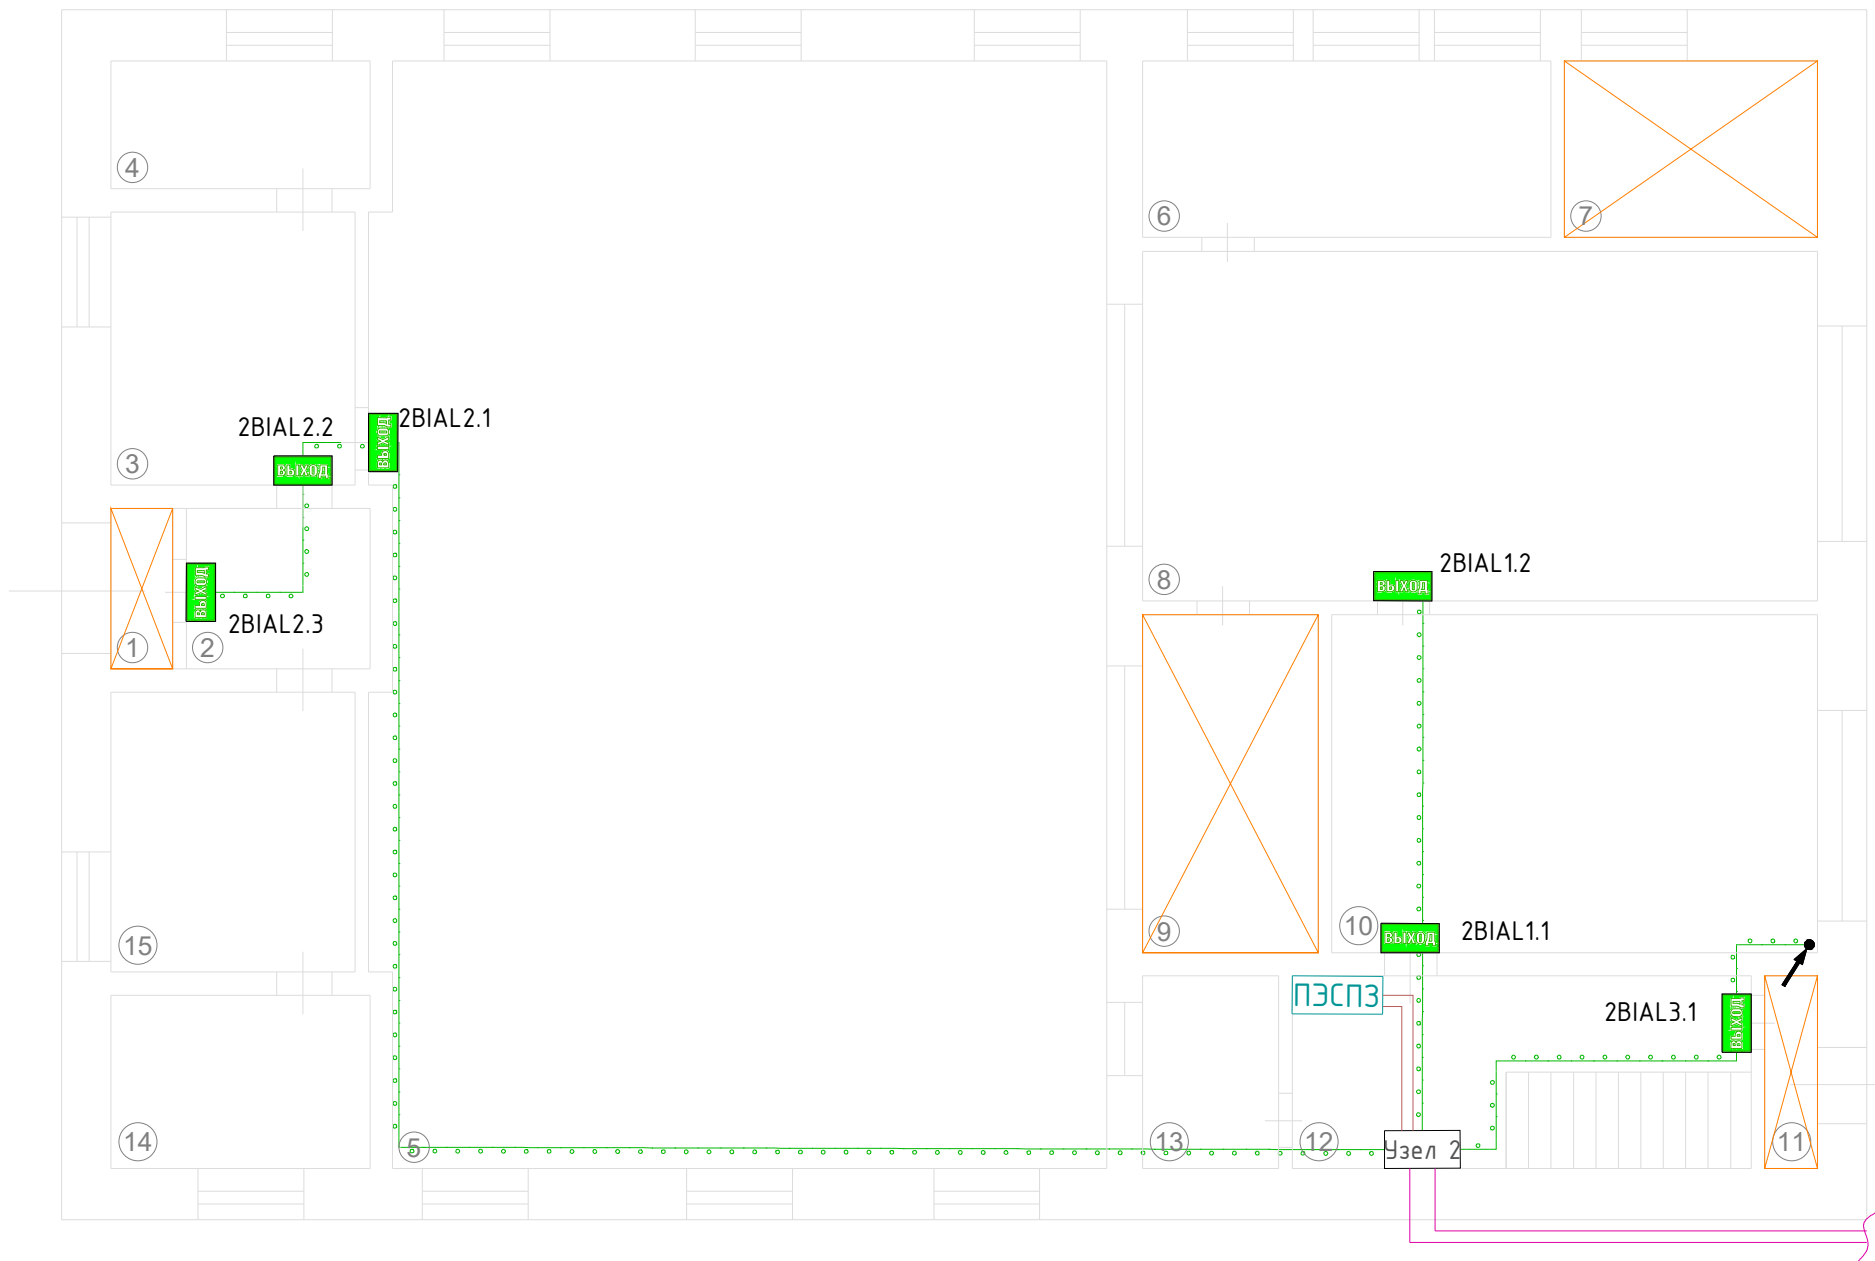 4
6
7
2BIAL2.1
2BIAL2.2
ВЫХОД
3
ВЫХОД
2BIAL1.2
8
ВЫХОД
ВЫХОД
2BIAL2.3
1
2
10
9
ВЫХОД
2BIAL1.1
15
ПЭСПЗ
2BIAL3.1
ВЫХОД
14
5
13
12
Узел 2
11